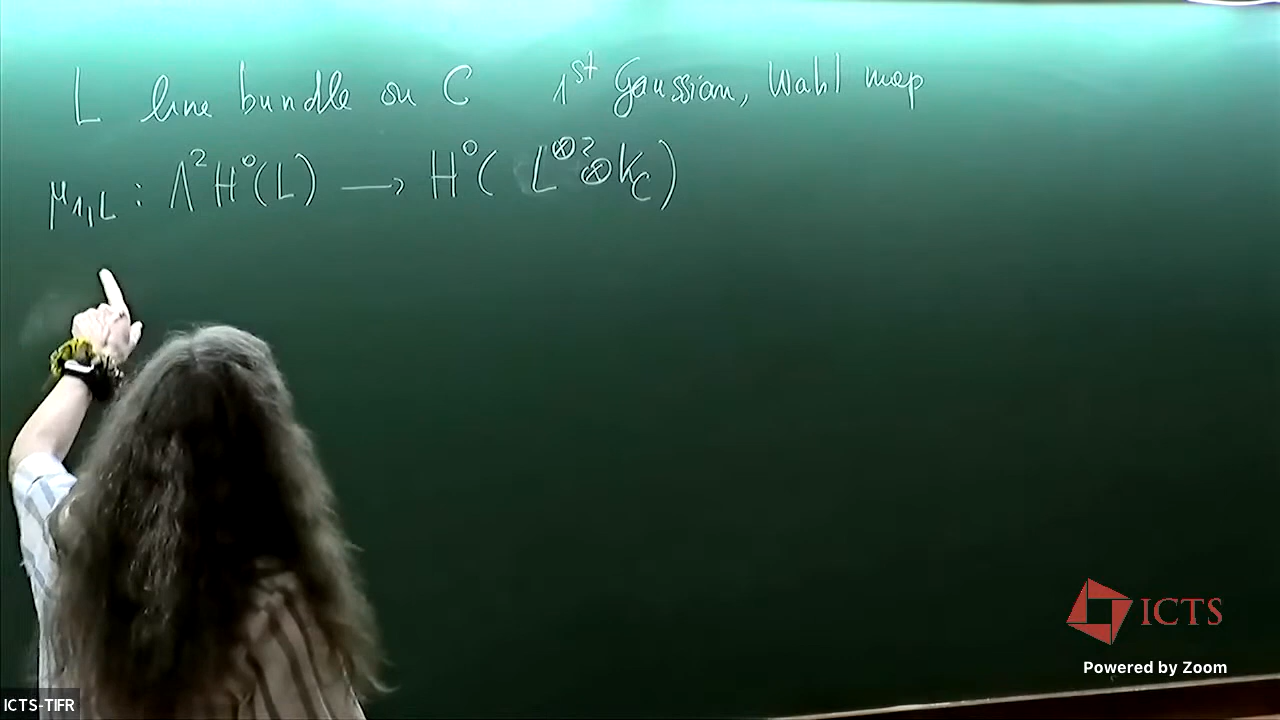 L line bundle on C 1st Gaussian, Wahl map
μ1,L : Λ²H⁰(L) → H⁰( L⊗2 ⊗ KC)
ICTS
Powered by Zoom
ICTS-TIFR